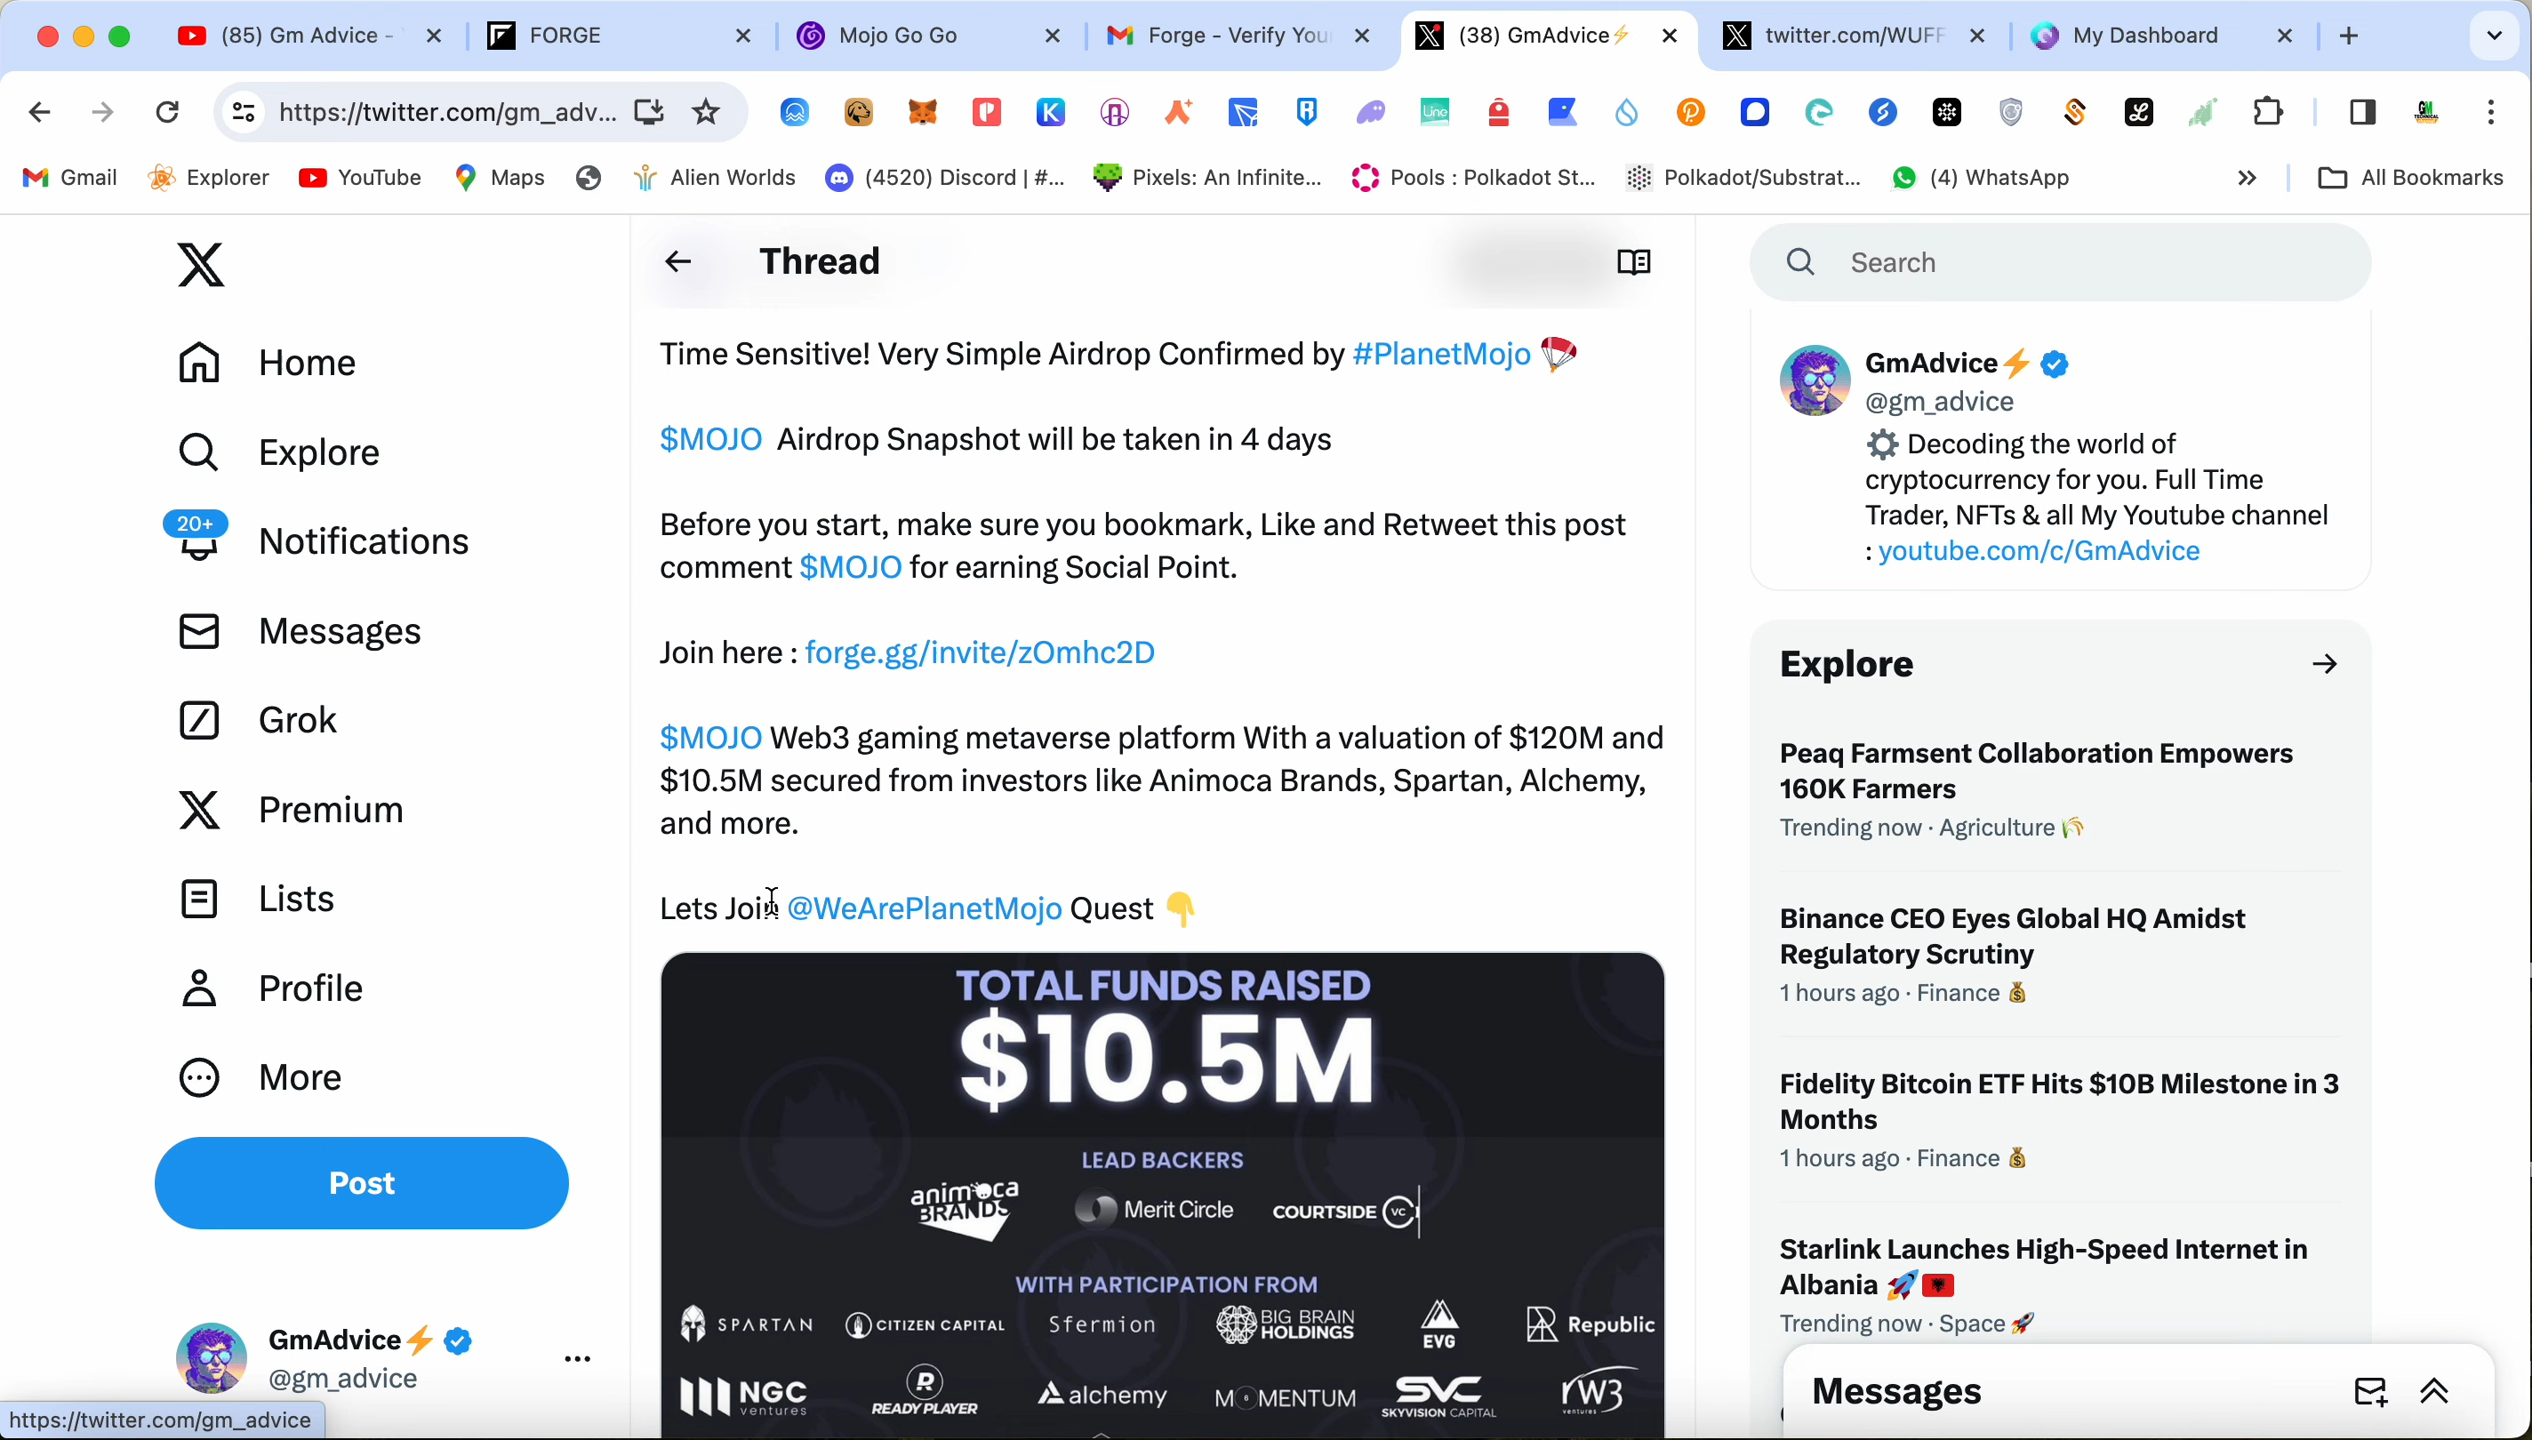 (85) Gm Advice -
FORGE
Mojo Go Go
Forge - Verify You
(38) GmAdvice⚡
twitter.com/WUFF
My Dashboard
https://twitter.com/gm_adv...
Gmail
Explorer
YouTube
Maps
Alien Worlds
(4520) Discord | #...
Pixels: An Infinite...
Pools : Polkadot St...
Polkadot/Substrat...
(4) WhatsApp
All Bookmarks
Home
Explore
20+
Notifications
Messages
Grok
Premium
Lists
Profile
More
Post
GmAdvice⚡
@gm_advice
https://twitter.com/gm_advice
Thread
Time Sensitive! Very Simple Airdrop Confirmed by #PlanetMojo 🪂
$MOJO Airdrop Snapshot will be taken in 4 days
Before you start, make sure you bookmark, Like and Retweet this post
comment $MOJO for earning Social Point.
Join here : forge.gg/invite/zOmhc2D
$MOJO Web3 gaming metaverse platform With a valuation of $120M and
$10.5M secured from investors like Animoca Brands, Spartan, Alchemy,
and more.
Lets Join @WeArePlanetMojo Quest 👇
TOTAL FUNDS RAISED
$10.5M
LEAD BACKERS
animoca BRANDS
Merit Circle
COURTSIDE VC
WITH PARTICIPATION FROM
SPARTAN
CITIZEN CAPITAL
Sfermion
BIG BRAIN HOLDINGS
EVG
Republic
NGC ventures
READY PLAYER
alchemy
MOMENTUM 6
SVC SKYVISION CAPITAL
rW3 ventures
Search
GmAdvice⚡
@gm_advice
⚙️ Decoding the world of
cryptocurrency for you. Full Time
Trader, NFTs & all My Youtube channel
: youtube.com/c/GmAdvice
Explore
Peaq Farmsent Collaboration Empowers
160K Farmers
Trending now · Agriculture 🌾
Binance CEO Eyes Global HQ Amidst
Regulatory Scrutiny
1 hours ago · Finance 💰
Fidelity Bitcoin ETF Hits $10B Milestone in 3
Months
1 hours ago · Finance 💰
Starlink Launches High-Speed Internet in
Albania 🚀🇦🇱
Trending now · Space 🚀
Messages